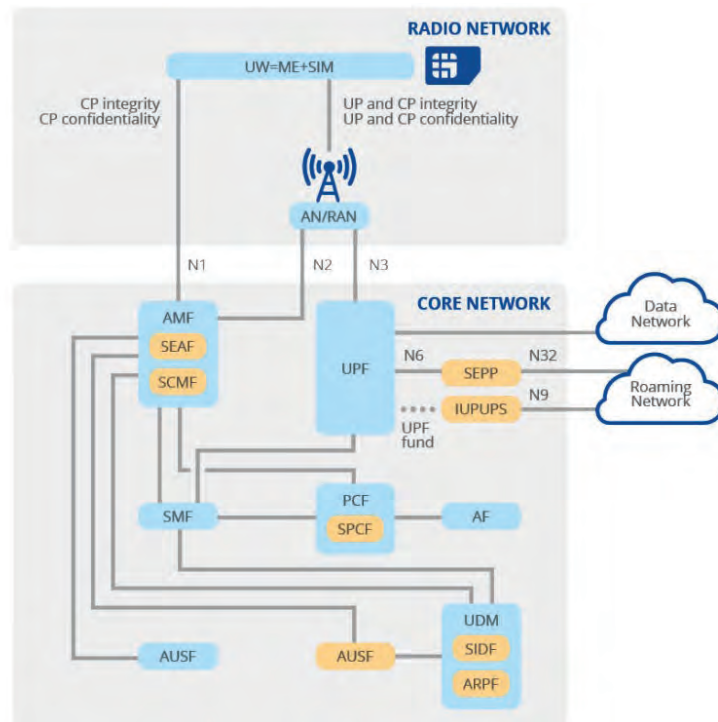 RADIO NETWORK
UW=ME+SIM
CP integrity
CP confidentiality
UP and CP integrity
UP and CP confidentiality
AN/RAN
N1
N2
N3
CORE NETWORK
AMF
SEAF
SCMF
UPF
Data
Network
N6
SEPP
N32
Roaming
Network
IUPUPS
N9
UPF
fund
SMF
PCF
SPCF
AF
UDM
SIDF
ARPF
AUSF
AUSF